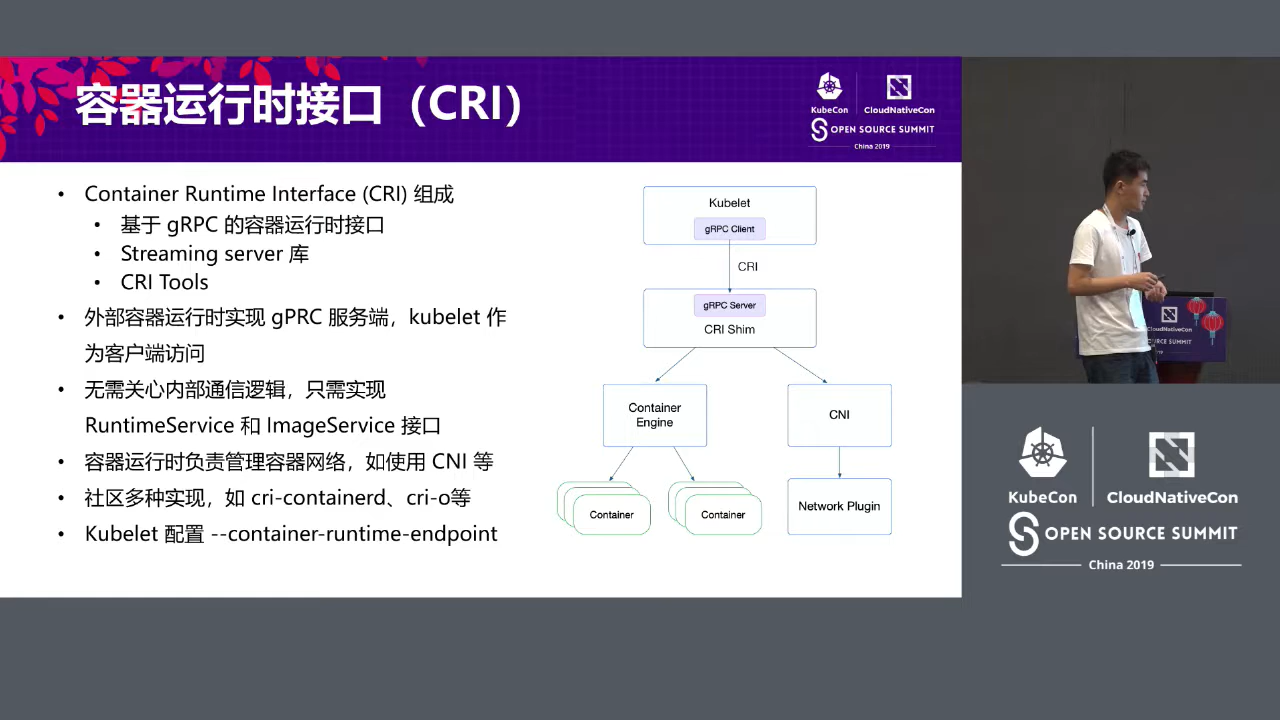 容器运行时接口（CRI）
KubeCon
CloudNativeCon
OPEN SOURCE SUMMIT
China 2019
• Container Runtime Interface (CRI) 组成
• 基于 gRPC 的容器运行时接口
• Streaming server 库
• CRI Tools
• 外部容器运行时实现 gPRC 服务端，kubelet 作
为客户端访问
• 无需关心内部通信逻辑，只需实现
RuntimeService 和 ImageService 接口
• 容器运行时负责管理容器网络，如使用 CNI 等
• 社区多种实现，如 cri-containerd、cri-o等
• Kubelet 配置 --container-runtime-endpoint
Kubelet
gRPC Client
CRI
gRPC Server
CRI Shim
Container
Engine
CNI
Container
Container
Network Plugin
CloudNativeCon
SOURCE SUMMIT
KubeCon
CloudNativeCon
OPEN SOURCE SUMMIT
China 2019